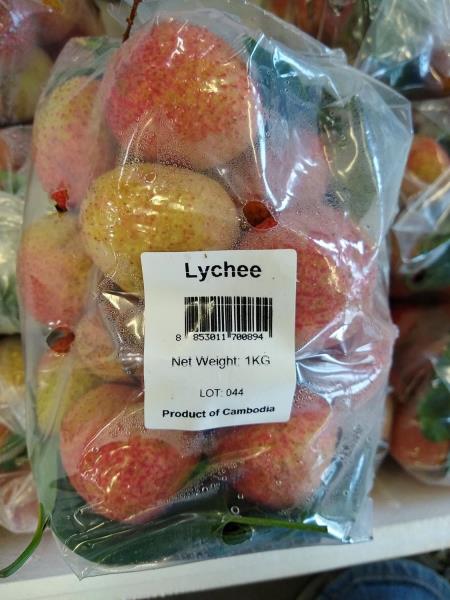 Lychee
8 853011 700894
Net Weight: 1KG
LOT: 044
Product of Cambodia